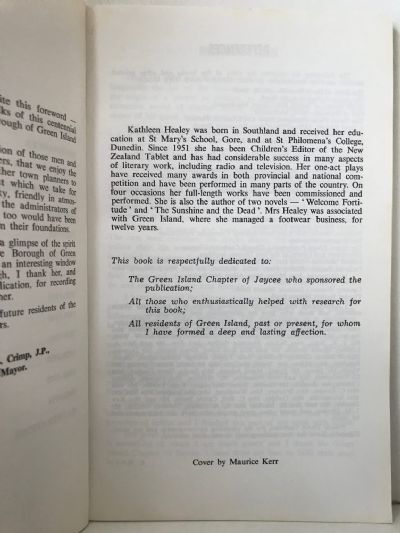 ite this foreword —
ks of this centennial
rough of Green Island
tion of those men and
ers, that we enjoy the
her town planners to
t which we take for
y, friendly in atmos-
the administrators of
too would have been
n their foundations.
a glimpse of the spirit
e Borough of Green
an interesting window
h, I thank her, and
lication, for recording
ner.
future residents of the
rs.
. Crimp, J.P.,
Mayor.
Kathleen Healey was born in Southland and received her edu-
cation at St Mary's School, Gore, and at St Philomena's College,
Dunedin. Since 1951 she has been Children's Editor of the New
Zealand Tablet and has had considerable success in many aspects
of literary work, including radio and television. Her one-act plays
have received many awards in both provincial and national com-
petition and have been performed in many parts of the country. On
four occasions her full-length works have been commissioned and
performed. She is also the author of two novels — 'Welcome Forti-
tude' and 'The Sunshine and the Dead'. Mrs Healey was associated
with Green Island, where she managed a footwear business, for
twelve years.
This book is respectfully dedicated to:
The Green Island Chapter of Jaycee who sponsored the
publication;
All those who enthusiastically helped with research for
this book;
All residents of Green Island, past or present, for whom
I have formed a deep and lasting affection.
Cover by Maurice Kerr